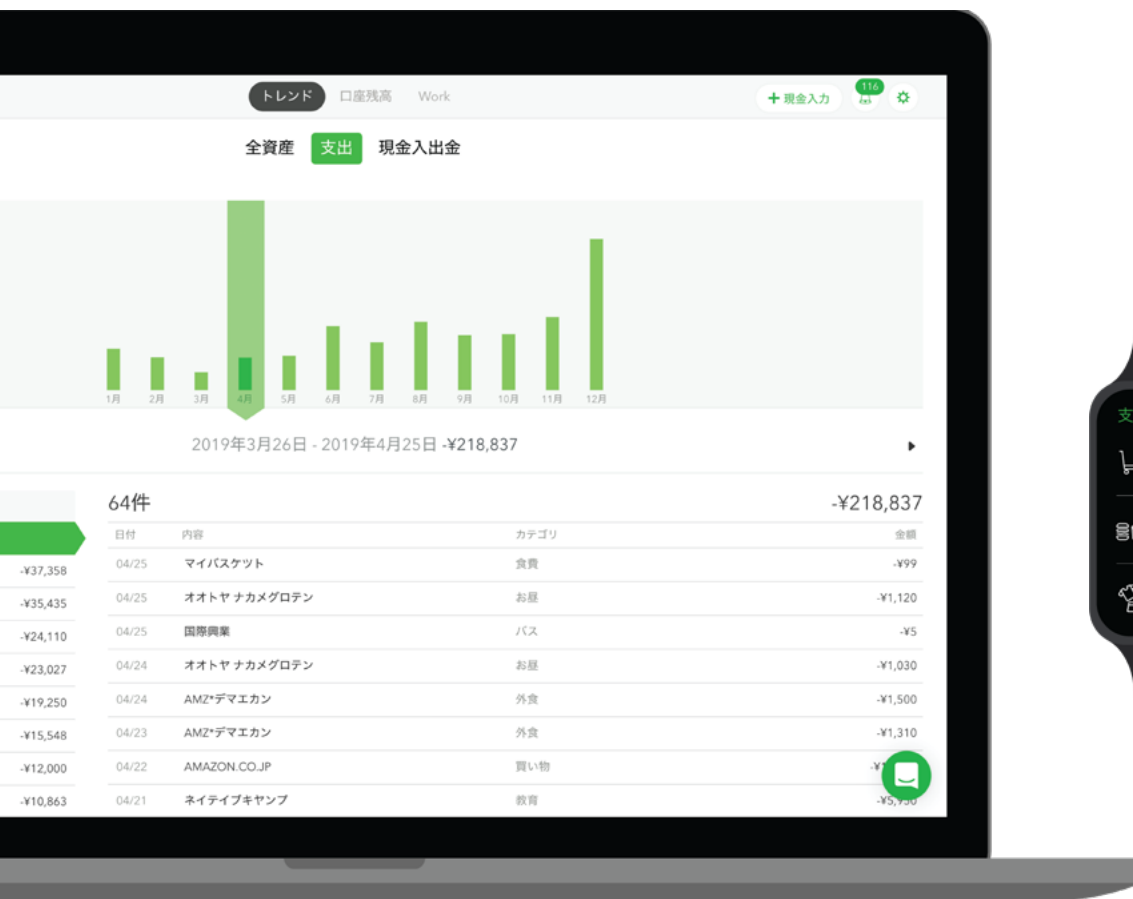 トレンド 口座残高 Work
+ 現金入力 116
全資産 支出 現金入出金
1月 2月 3月 4月 5月 6月 7月 8月 9月 10月 11月 12月
2019年3月26日 - 2019年4月25日 -¥218,837
64件 -¥218,837
日付 内容 カテゴリ 金額
-¥37,358
-¥35,435
-¥24,110
-¥23,027
-¥19,250
-¥15,548
-¥12,000
-¥10,863
04/25 マイバスケツト 食費 -¥99
04/25 オオトヤ ナカメグロテン お昼 -¥1,120
04/25 国際興業 バス -¥5
04/24 オオトヤ ナカメグロテン お昼 -¥1,030
04/24 AMZ*デマエカン 外食 -¥1,500
04/23 AMZ*デマエカン 外食 -¥1,310
04/22 AMAZON.CO.JP 買い物
04/21 ネイテイブキヤンプ 教育
支